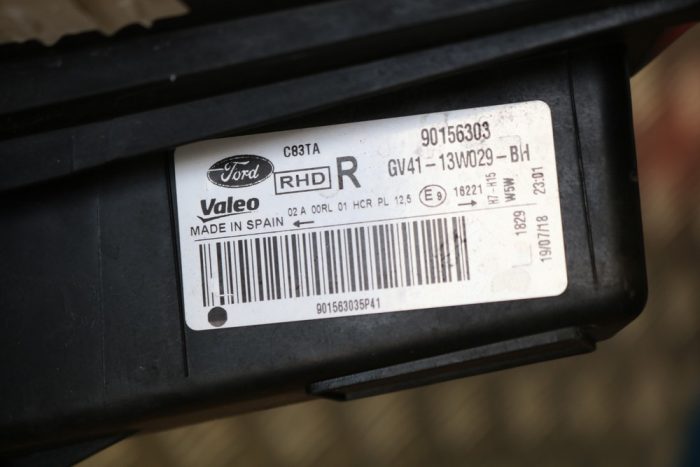 C83TA
90156303
Ford
RHD R
GV41-13W029-BH
Valeo
02 A 00RL 01 HCR PL 12,5 E9 16221
H7-H15
W5W
MADE IN SPAIN ←
1829
23:01
19/07/18
901563035P41